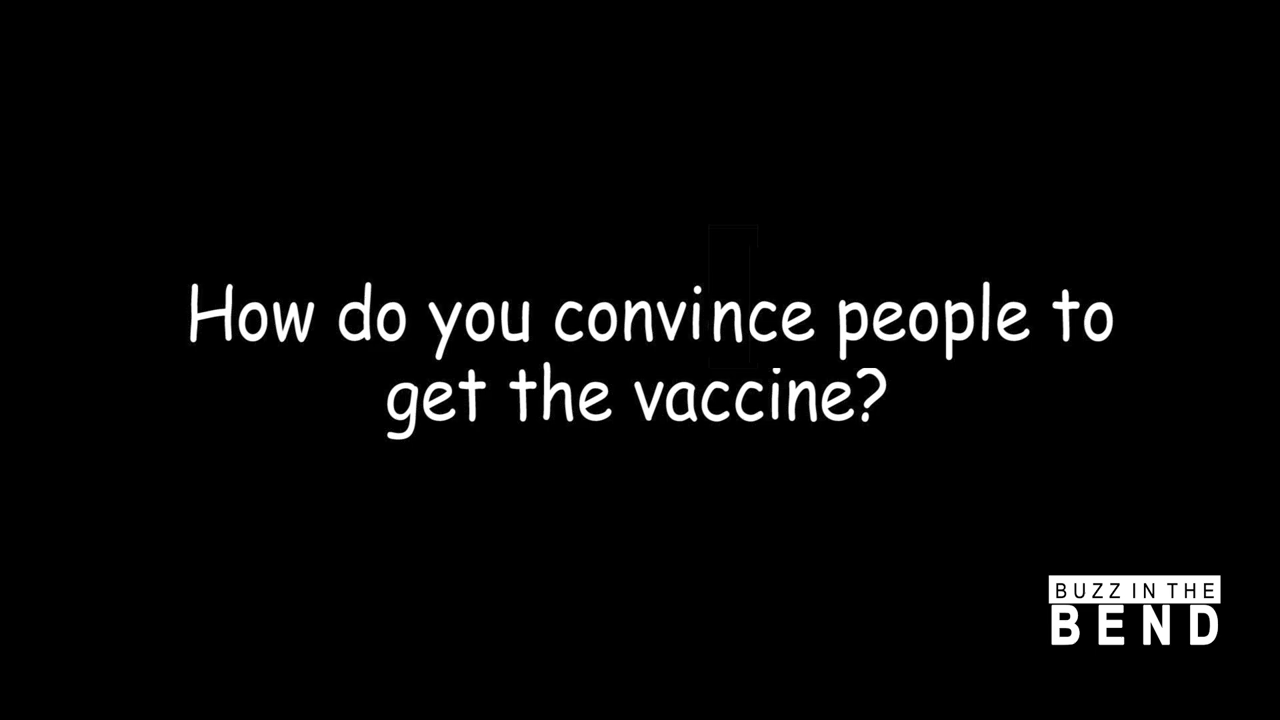 How do you convince people to
get the vaccine?
BUZZ IN THE
BEND